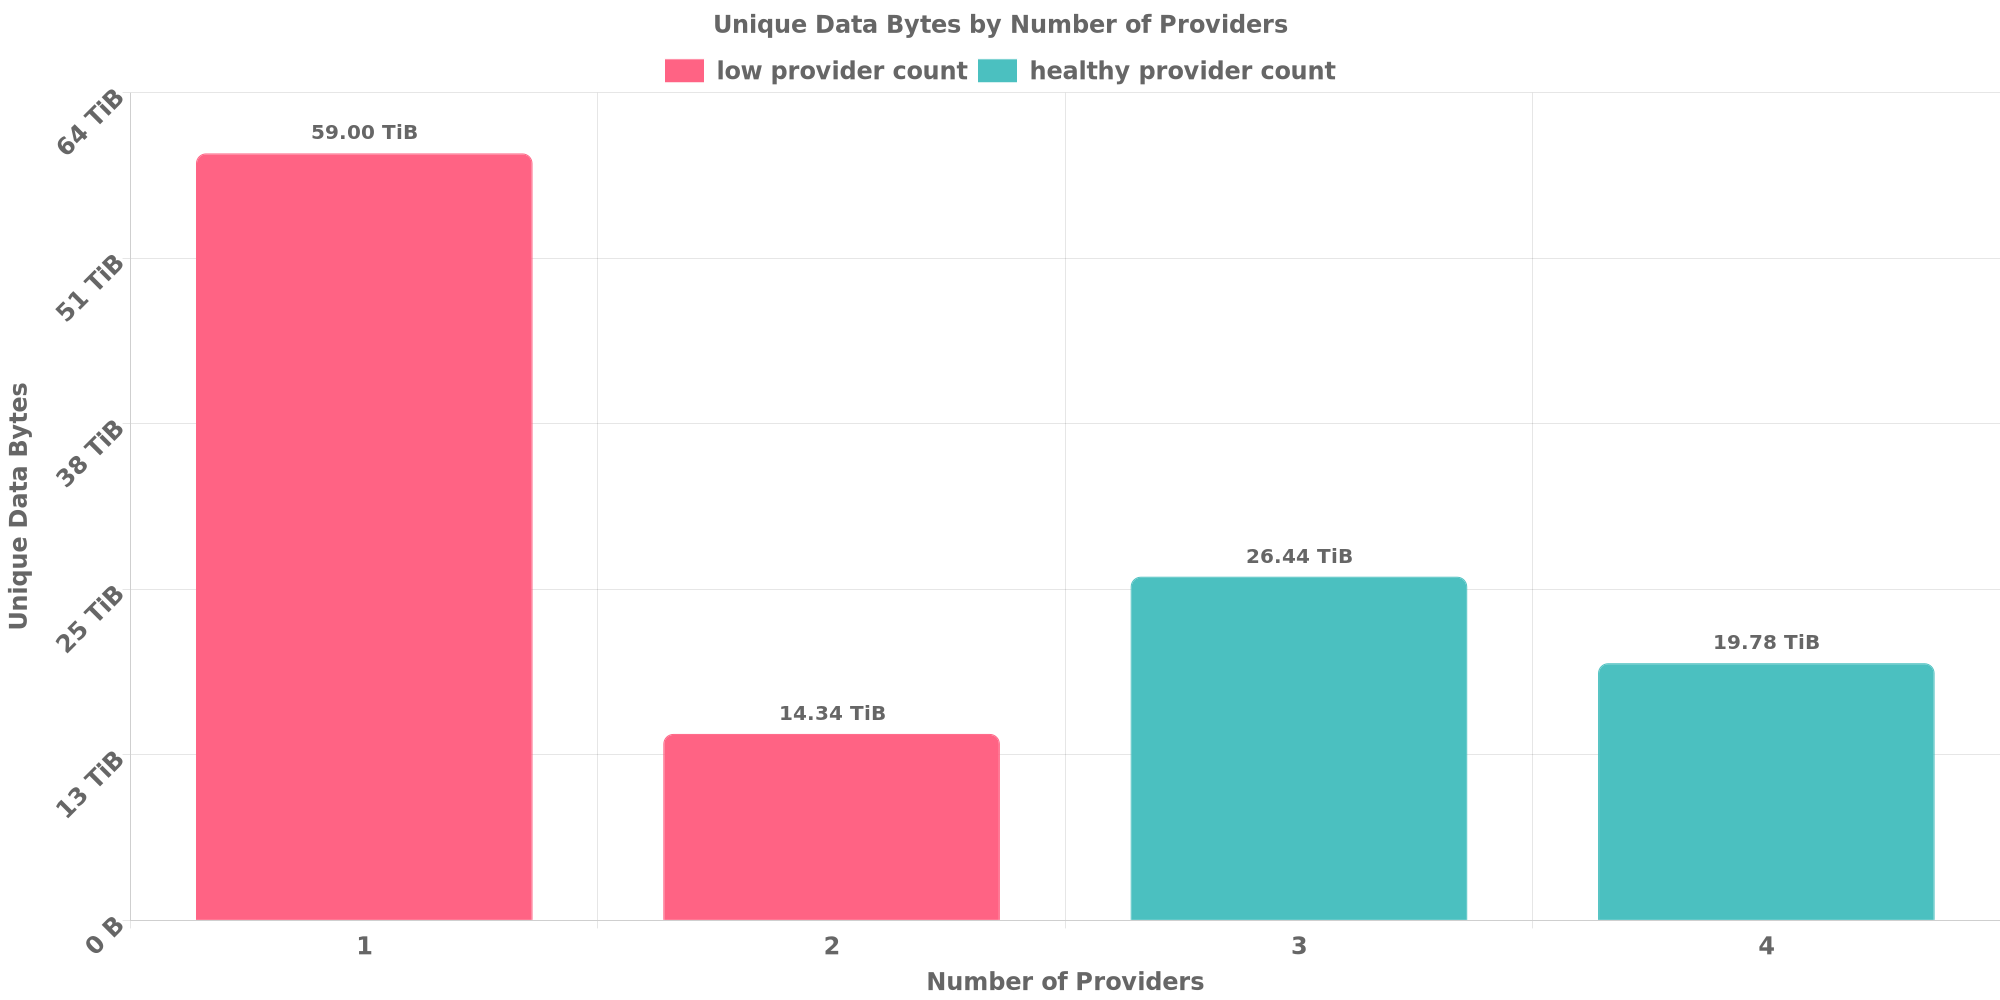 Unique Data Bytes by Number of Providers
low provider count healthy provider count
64 TiB
51 TiB
38 TiB
25 TiB
13 TiB
0 B
Unique Data Bytes
59.00 TiB
14.34 TiB
26.44 TiB
19.78 TiB
1 2 3 4
Number of Providers